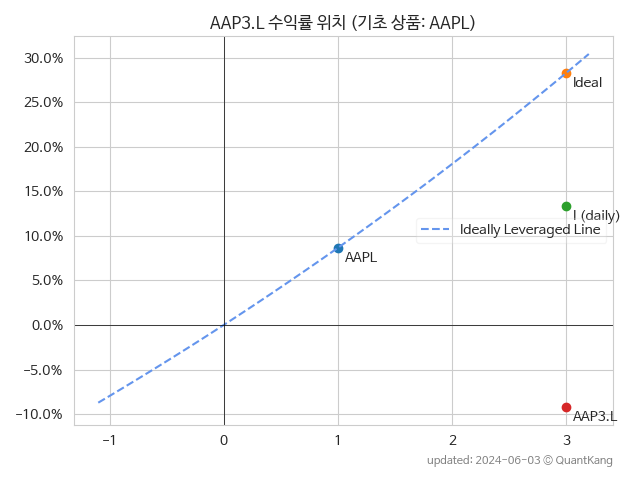 AAP3.L 수익률 위치 (기초 상품: AAPL)
30.0%
25.0%
20.0%
15.0%
10.0%
5.0%
0.0%
−5.0%
−10.0%
Ideal
I (daily)
Ideally Leveraged Line
AAPL
AAP3.L
−1
0
1
2
3
updated: 2024-06-03 © QuantKang